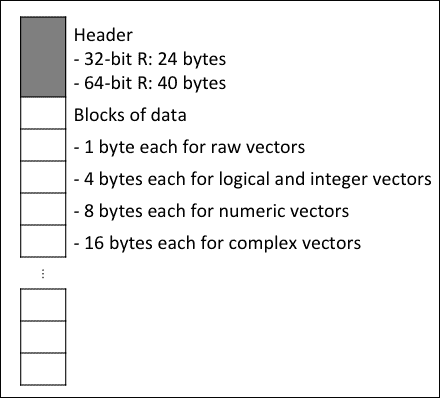 Header
- 32-bit R: 24 bytes
- 64-bit R: 40 bytes
Blocks of data
- 1 byte each for raw vectors
- 4 bytes each for logical and integer vectors
- 8 bytes each for numeric vectors
- 16 bytes each for complex vectors
⋮